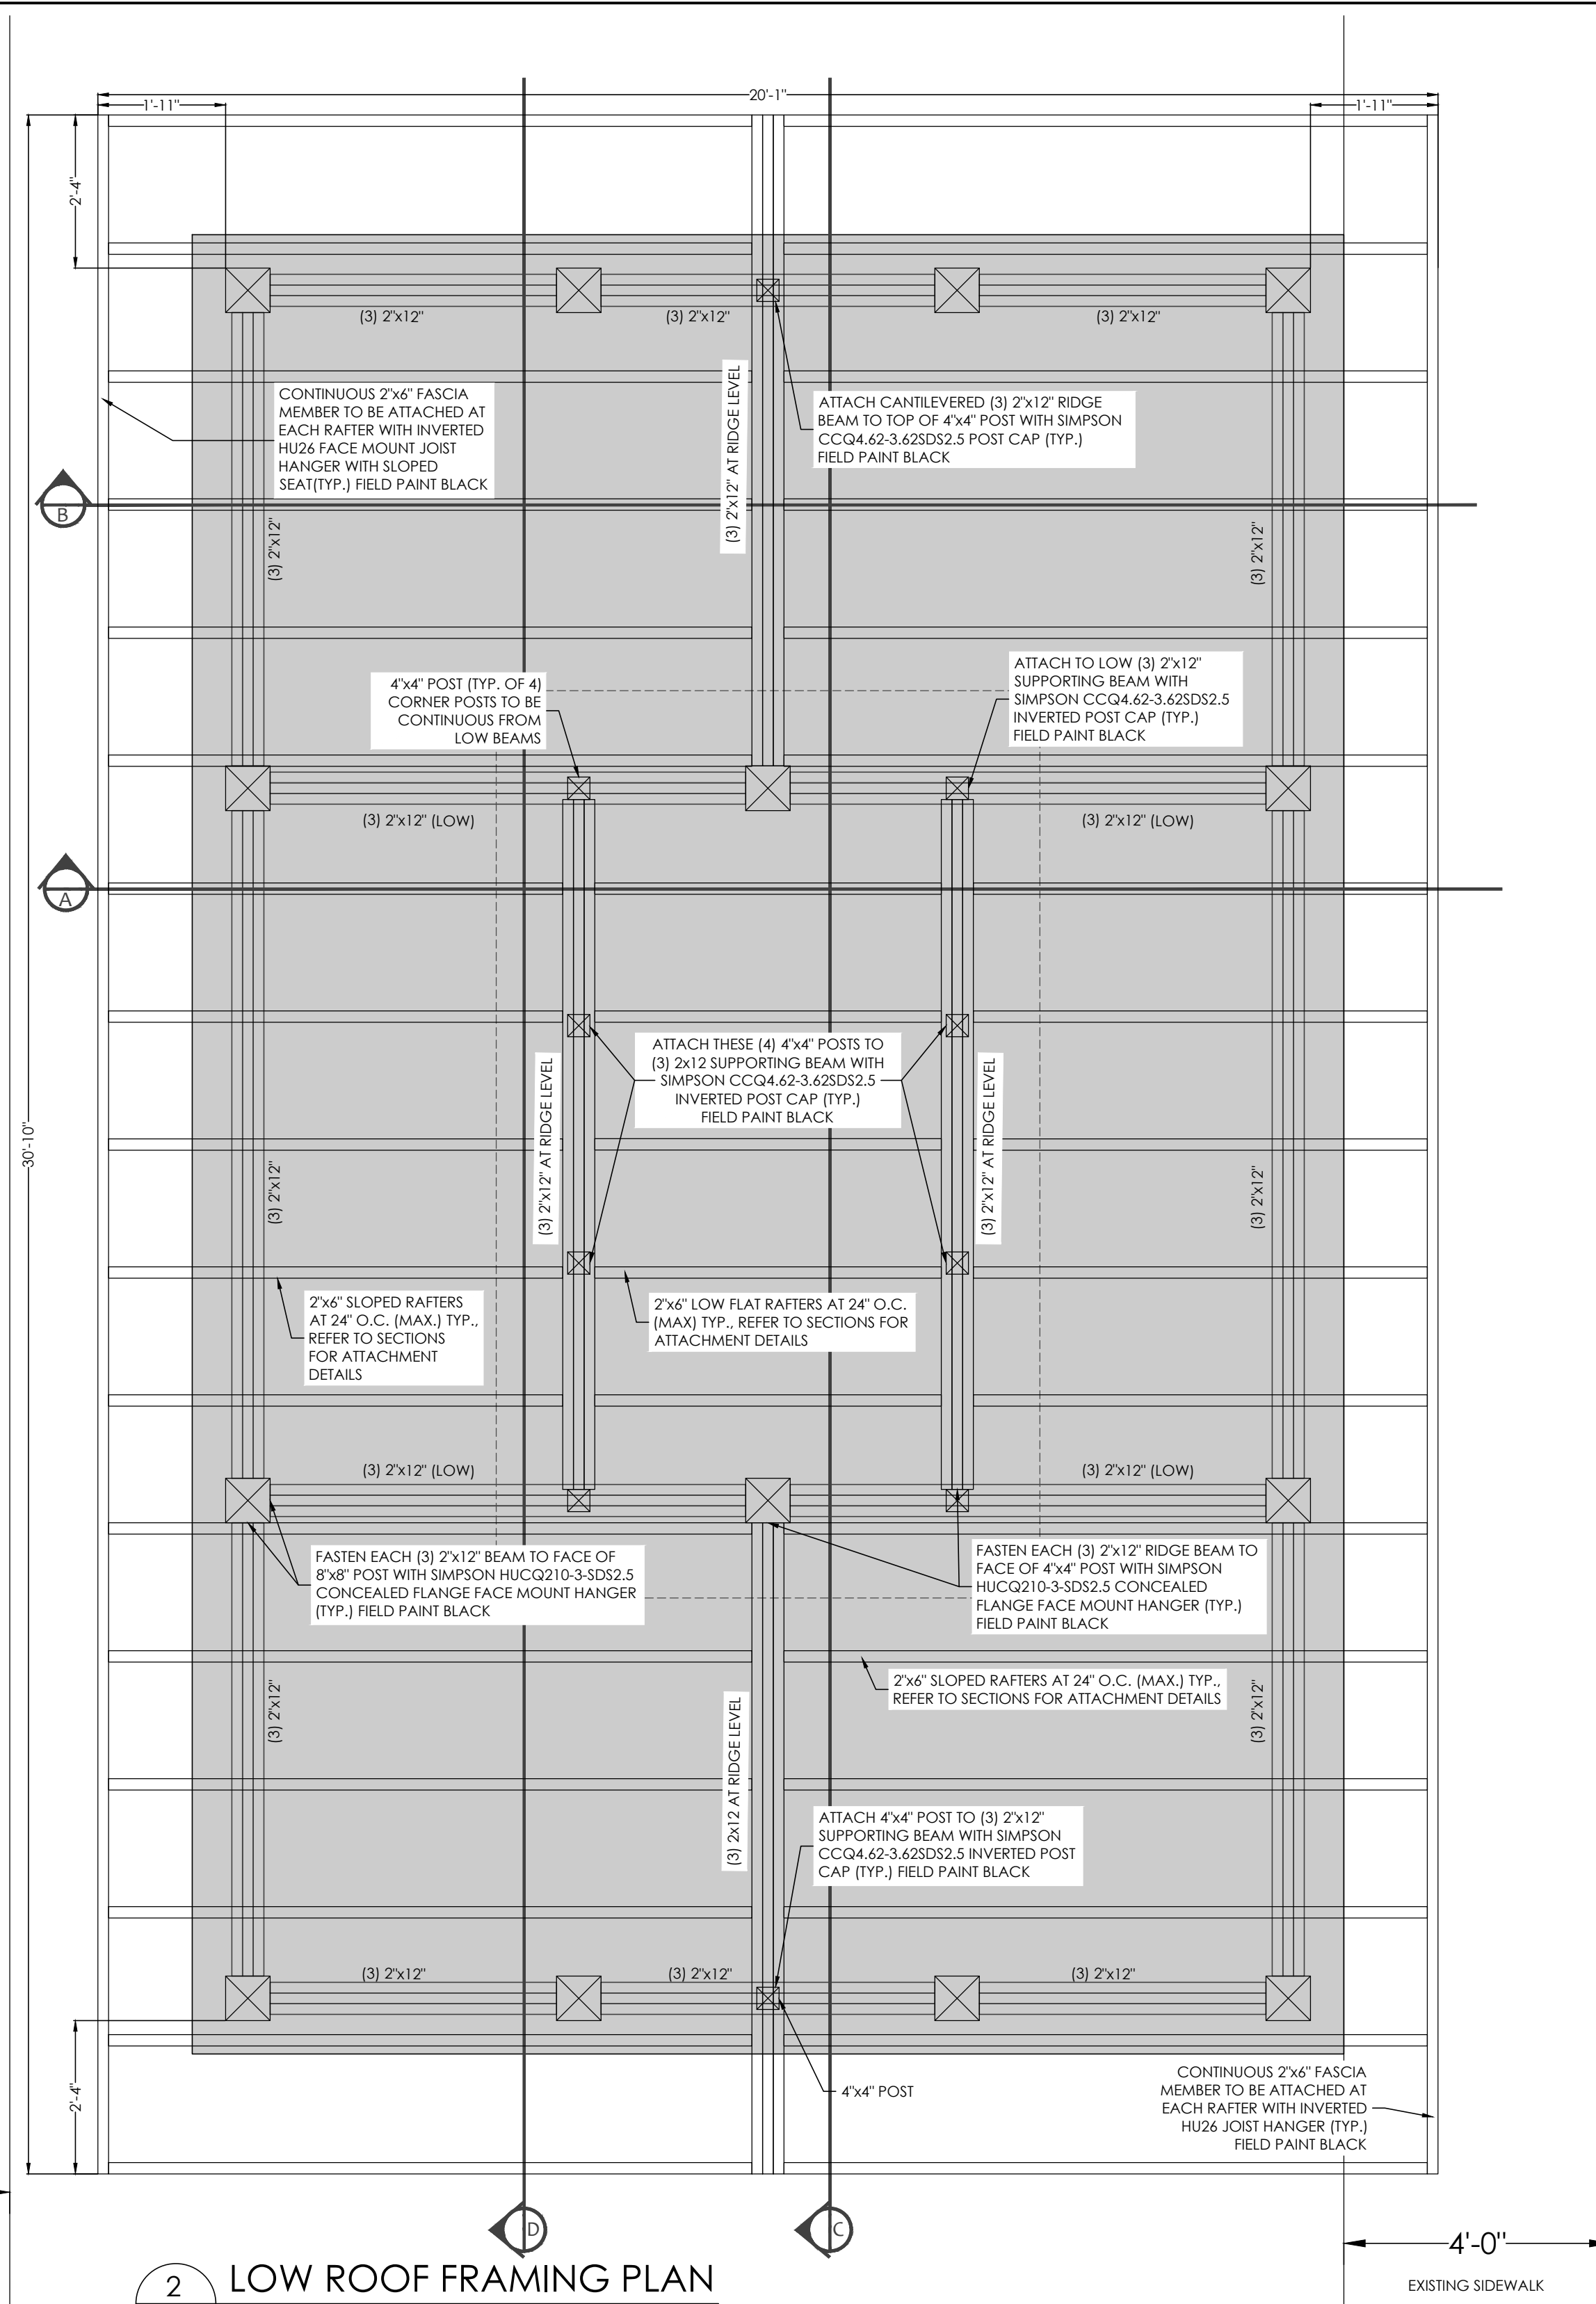 20'-1"
1'-11"
1'-11"
2'-4"
(3) 2"x12"
(3) 2"x12"
(3) 2"x12"
CONTINUOUS 2"x6" FASCIA
MEMBER TO BE ATTACHED AT
EACH RAFTER WITH INVERTED
HU26 FACE MOUNT JOIST
HANGER WITH SLOPED
SEAT(TYP.) FIELD PAINT BLACK
(3) 2"x12" AT RIDGE LEVEL
ATTACH CANTILEVERED (3) 2"x12" RIDGE
BEAM TO TOP OF 4"x4" POST WITH SIMPSON
CCQ4.62-3.62SDS2.5 POST CAP (TYP.)
FIELD PAINT BLACK
B
(3) 2"x12"
(3) 2"x12"
4"x4" POST (TYP. OF 4)
CORNER POSTS TO BE
CONTINUOUS FROM
LOW BEAMS
ATTACH TO LOW (3) 2"x12"
SUPPORTING BEAM WITH
SIMPSON CCQ4.62-3.62SDS2.5
INVERTED POST CAP (TYP.)
FIELD PAINT BLACK
(3) 2"x12" (LOW)
(3) 2"x12" (LOW)
A
30'-10"
ATTACH THESE (4) 4"x4" POSTS TO
(3) 2x12 SUPPORTING BEAM WITH
SIMPSON CCQ4.62-3.62SDS2.5
INVERTED POST CAP (TYP.)
FIELD PAINT BLACK
(3) 2"x12"
(3) 2"x12" AT RIDGE LEVEL
(3) 2"x12" AT RIDGE LEVEL
(3) 2"x12"
2"x6" SLOPED RAFTERS
AT 24" O.C. (MAX.) TYP.,
REFER TO SECTIONS
FOR ATTACHMENT
DETAILS
2"x6" LOW FLAT RAFTERS AT 24" O.C.
(MAX) TYP., REFER TO SECTIONS FOR
ATTACHMENT DETAILS
(3) 2"x12" (LOW)
(3) 2"x12" (LOW)
FASTEN EACH (3) 2"x12" BEAM TO FACE OF
8"x8" POST WITH SIMPSON HUCQ210-3-SDS2.5
CONCEALED FLANGE FACE MOUNT HANGER
(TYP.) FIELD PAINT BLACK
FASTEN EACH (3) 2"x12" RIDGE BEAM TO
FACE OF 4"x4" POST WITH SIMPSON
HUCQ210-3-SDS2.5 CONCEALED
FLANGE FACE MOUNT HANGER (TYP.)
FIELD PAINT BLACK
2"x6" SLOPED RAFTERS AT 24" O.C. (MAX.) TYP.,
REFER TO SECTIONS FOR ATTACHMENT DETAILS
(3) 2"x12"
(3) 2x12 AT RIDGE LEVEL
(3) 2"x12"
ATTACH 4"x4" POST TO (3) 2"x12"
SUPPORTING BEAM WITH SIMPSON
CCQ4.62-3.62SDS2.5 INVERTED POST
CAP (TYP.) FIELD PAINT BLACK
(3) 2"x12"
(3) 2"x12"
(3) 2"x12"
2'-4"
4"x4" POST
CONTINUOUS 2"x6" FASCIA
MEMBER TO BE ATTACHED AT
EACH RAFTER WITH INVERTED
HU26 JOIST HANGER (TYP.)
FIELD PAINT BLACK
D
C
4'-0"
EXISTING SIDEWALK
2
LOW ROOF FRAMING PLAN